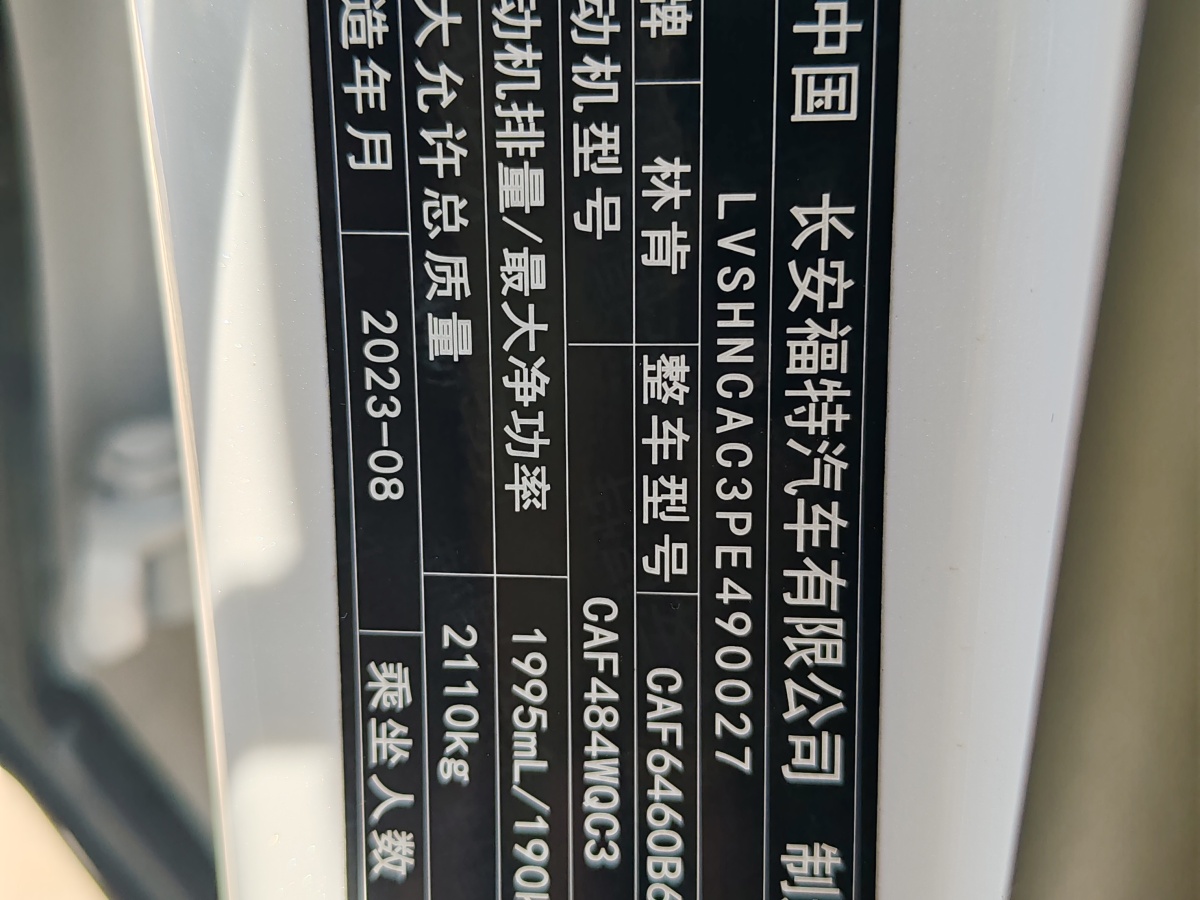 中国 长安福特汽车有限公司 制
LVSHNCAC3PE490027
牌 林肯 整车型号 CAF6460B6
动机型号 CAF484WQC3
动机排量/最大净功率 1995mL/190
大允许总质量 2110kg
造年月 2023-08 乘坐人数